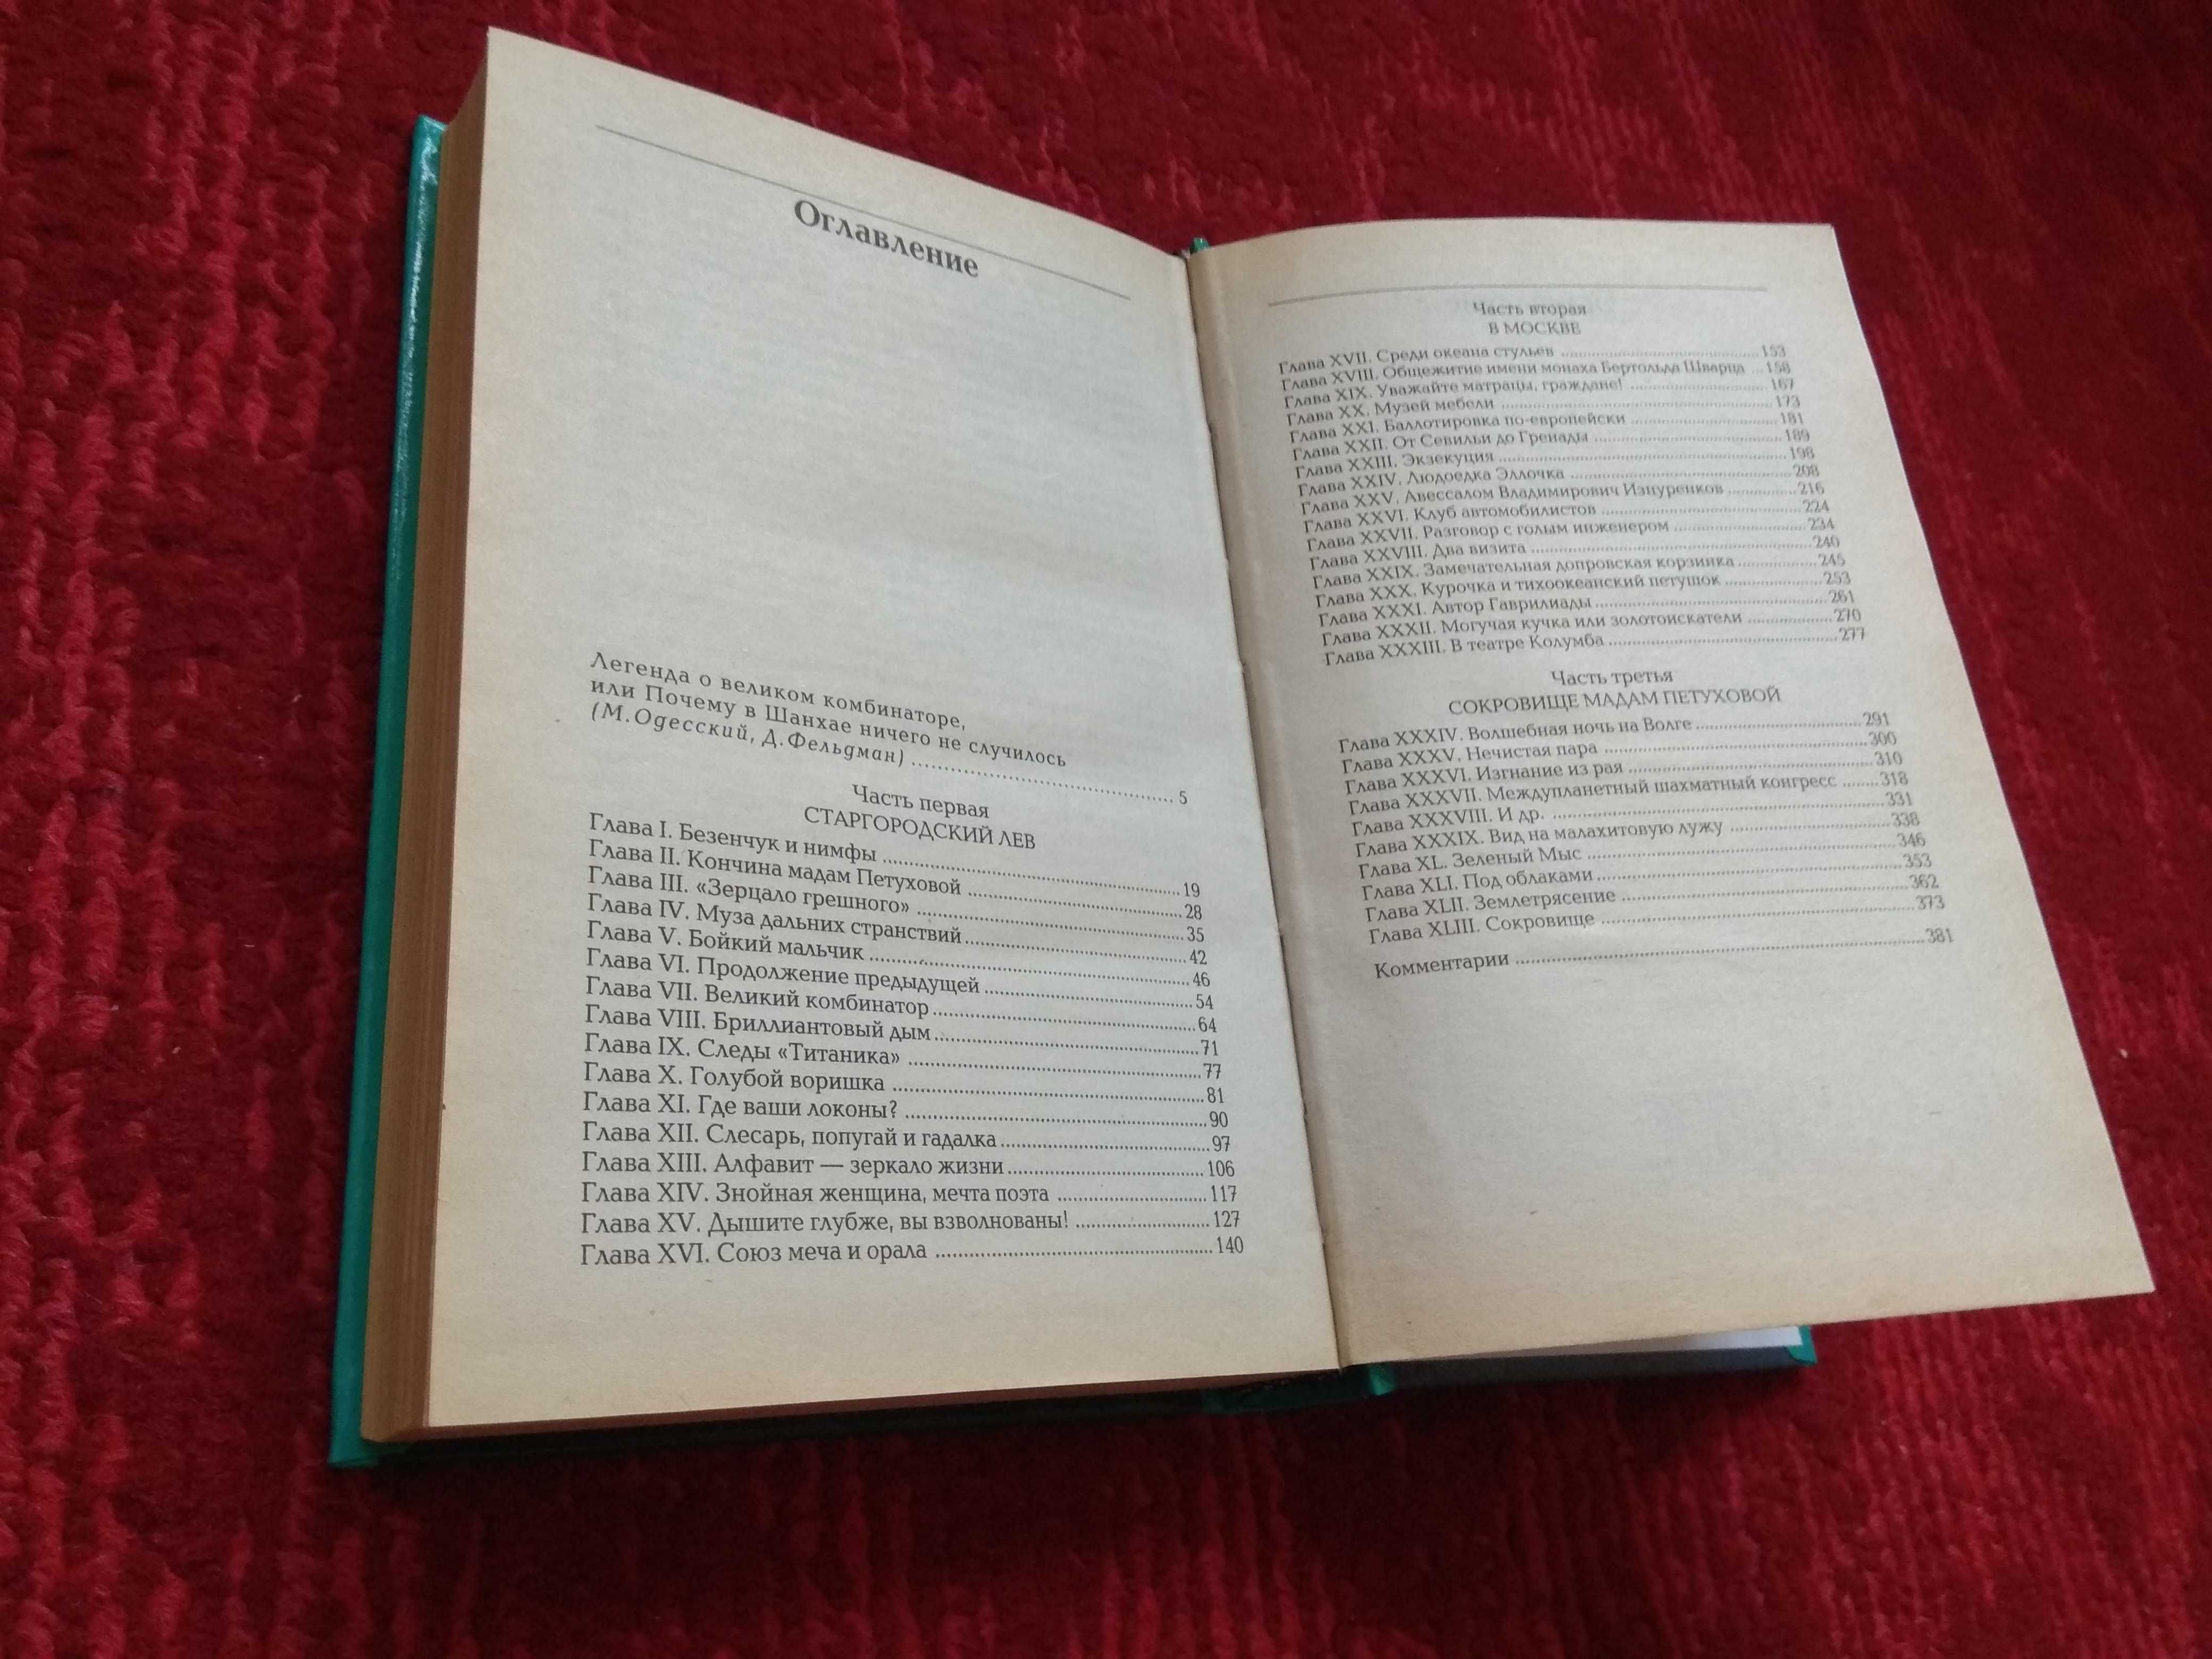 Оглавление
Легенда о великом комбинаторе,
или Почему в Шанхае ничего не случилось
(М.Одесский, Д.Фельдман) ........................................ 5
Часть первая
СТАРГОРОДСКИЙ ЛЕВ
Глава I. Безенчук и нимфы ........................................ 19
Глава II. Кончина мадам Петуховой ........................................ 28
Глава III. «Зерцало грешного» ........................................ 35
Глава IV. Муза дальних странствий ........................................ 42
Глава V. Бойкий мальчик ........................................ 46
Глава VI. Продолжение предыдущей ........................................ 54
Глава VII. Великий комбинатор ........................................ 64
Глава VIII. Бриллиантовый дым ........................................ 71
Глава IX. Следы «Титаника» ........................................ 77
Глава X. Голубой воришка ........................................ 81
Глава XI. Где ваши локоны? ........................................ 90
Глава XII. Слесарь, попугай и гадалка ........................................ 97
Глава XIII. Алфавит — зеркало жизни ........................................ 106
Глава XIV. Знойная женщина, мечта поэта ........................................ 117
Глава XV. Дышите глубже, вы взволнованы! ........................................ 127
Глава XVI. Союз меча и орала ........................................ 140
Часть вторая
В МОСКВЕ
Глава XVII. Среди океана стульев ........................................ 153
Глава XVIII. Общежитие имени монаха Бертольда Шварца ... 158
Глава XIX. Уважайте матрацы, граждане! ........................................ 167
Глава XX. Музей мебели ........................................ 173
Глава XXI. Баллотировка по-европейски ........................................ 181
Глава XXII. От Севильи до Гренады ........................................ 189
Глава XXIII. Экзекуция ........................................ 198
Глава XXIV. Людоедка Эллочка ........................................ 208
Глава XXV. Авессалом Владимирович Изнуренков ................ 216
Глава XXVI. Клуб автомобилистов ........................................ 224
Глава XXVII. Разговор с голым инженером ........................................ 234
Глава XXVIII. Два визита ........................................ 240
Глава XXIX. Замечательная допровская корзинка ................ 245
Глава XXX. Курочка и тихоокеанский петушок ........................................ 253
Глава XXXI. Автор Гаврилиады ........................................ 261
Глава XXXII. Могучая кучка или золотоискатели ................ 270
Глава XXXIII. В театре Колумба ........................................ 277
Часть третья
СОКРОВИЩЕ МАДАМ ПЕТУХОВОЙ
Глава XXXIV. Волшебная ночь на Волге ........................................ 291
Глава XXXV. Нечистая пара ........................................ 300
Глава XXXVI. Изгнание из рая ........................................ 310
Глава XXXVII. Междупланетный шахматный конгресс ........ 318
Глава XXXVIII. И др. ........................................ 331
Глава XXXIX. Вид на малахитовую лужу ........................................ 338
Глава XL. Зеленый Мыс ........................................ 346
Глава XLI. Под облаками ........................................ 353
Глава XLII. Землетрясение ........................................ 362
Глава XLIII. Сокровище ........................................ 373
Комментарии ........................................ 381